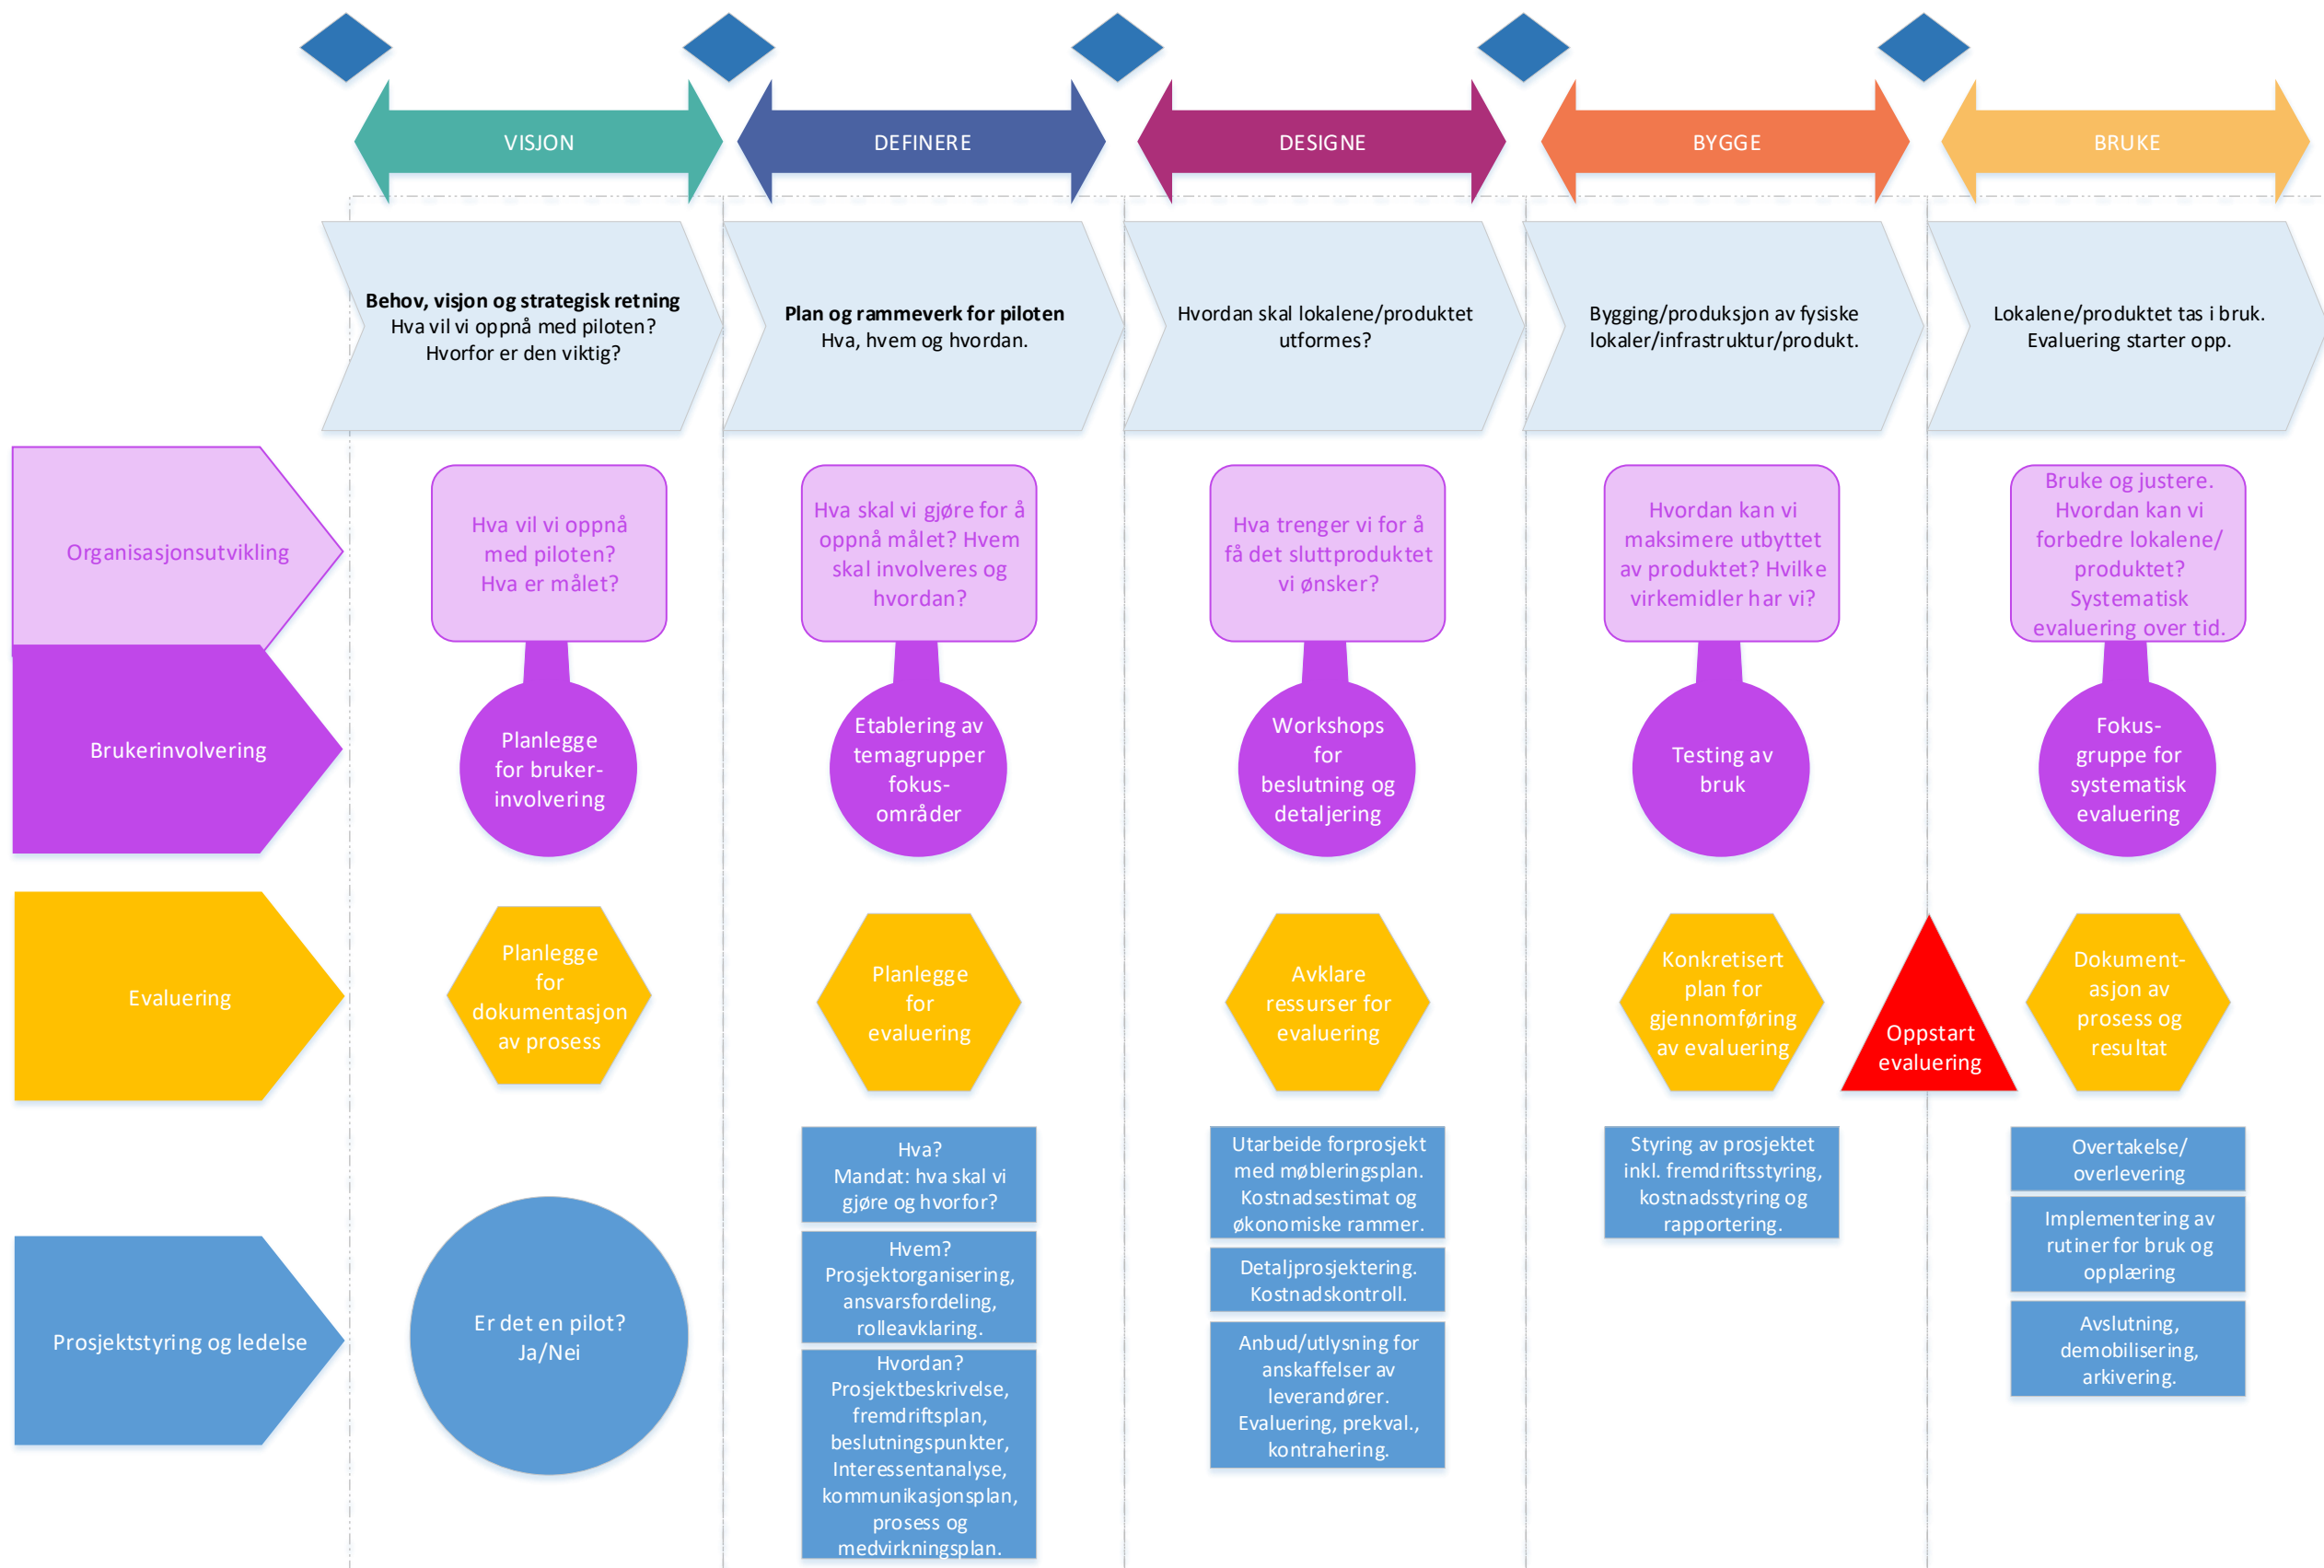 VISJON
DEFINERE
DESIGNE
BYGGE
BRUKE
Behov, visjon og strategisk retning
Hva vil vi oppnå med piloten?
Hvorfor er den viktig?
Plan og rammeverk for piloten
Hva, hvem og hvordan.
Hvordan skal lokalene/produktet
utformes?
Bygging/produksjon av fysiske
lokaler/infrastruktur/produkt.
Lokalene/produktet tas i bruk.
Evaluering starter opp.
Organisasjonsutvikling
Hva vil vi oppnå
med piloten?
Hva er målet?
Hva skal vi gjøre for å
oppnå målet? Hvem
skal involveres og
hvordan?
Hva trenger vi for å
få det sluttproduktet
vi ønsker?
Hvordan kan vi
maksimere utbyttet
av produktet? Hvilke
virkemidler har vi?
Bruke og justere.
Hvordan kan vi
forbedre lokalene/
produktet?
Systematisk
evaluering over tid.
Brukerinvolvering
Planlegge
for bruker-
involvering
Etablering av
temagrupper
fokus-
områder
Workshops
for
beslutning og
detaljering
Testing av
bruk
Fokus-
gruppe for
systematisk
evaluering
Evaluering
Planlegge
for
dokumentasjon
av prosess
Planlegge
for
evaluering
Avklare
ressurser for
evaluering
Konkretisert
plan for
gjennomføring
av evaluering
Oppstart
evaluering
Dokument-
asjon av
prosess og
resultat
Prosjektstyring og ledelse
Er det en pilot?
Ja/Nei
Hva?
Mandat: hva skal vi
gjøre og hvorfor?
Hvem?
Prosjektorganisering,
ansvarsfordeling,
rolleavklaring.
Hvordan?
Prosjektbeskrivelse,
fremdriftsplan,
beslutningspunkter,
Interessentanalyse,
kommunikasjonsplan,
prosess og
medvirkningsplan.
Utarbeide forprosjekt
med møbleringsplan.
Kostnadsestimat og
økonomiske rammer.
Detaljprosjektering.
Kostnadskontroll.
Anbud/utlysning for
anskaffelser av
leverandører.
Evaluering, prekval.,
kontrahering.
Styring av prosjektet
inkl. fremdriftsstyring,
kostnadsstyring og
rapportering.
Overtakelse/
overlevering
Implementering av
rutiner for bruk og
opplæring
Avslutning,
demobilisering,
arkivering.